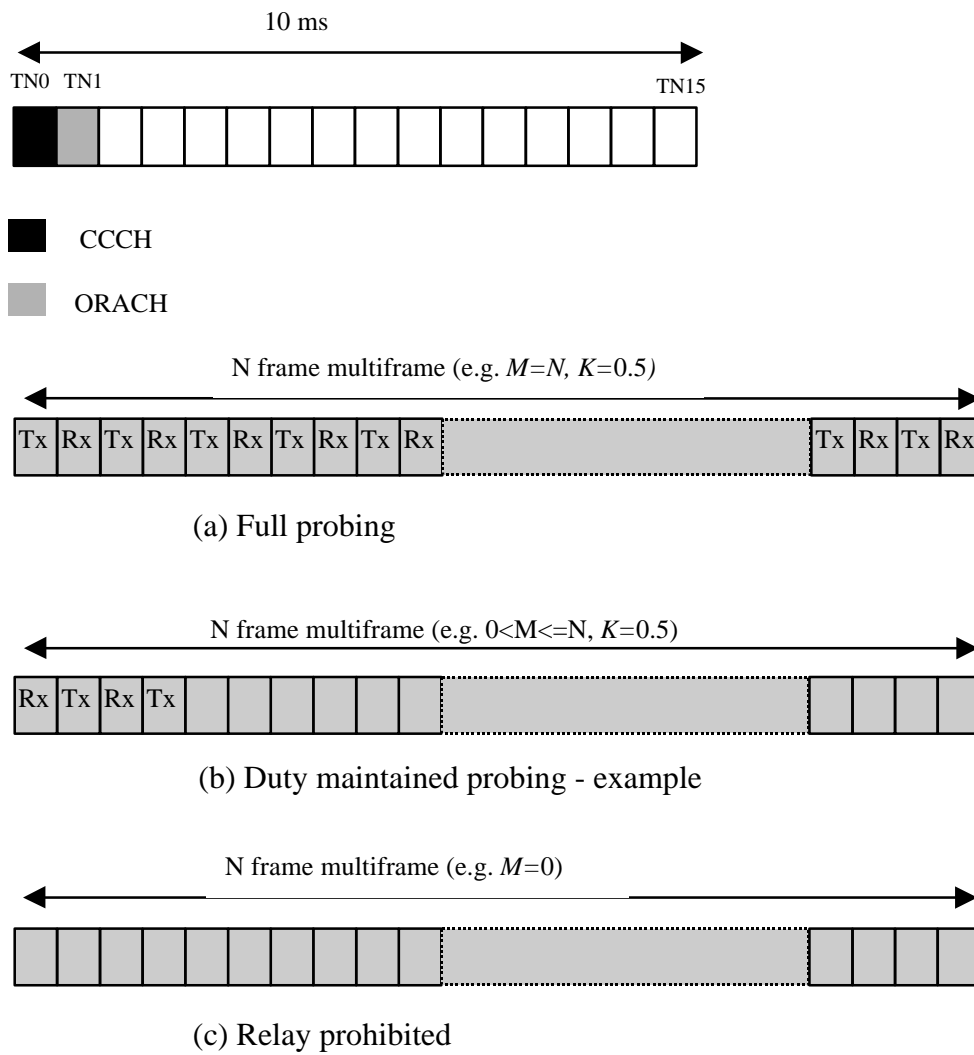 10 ms
TN0 TN1 TN15
CCCH
ORACH
N frame multiframe (e.g. M=N, K=0.5)
Tx Rx Tx Rx Tx Rx Tx Rx Tx Rx Tx Rx Tx Rx
(a) Full probing
N frame multiframe (e.g. 0<M<=N, K=0.5)
Rx Tx Rx Tx
(b) Duty maintained probing - example
N frame multiframe (e.g. M=0)
(c) Relay prohibited